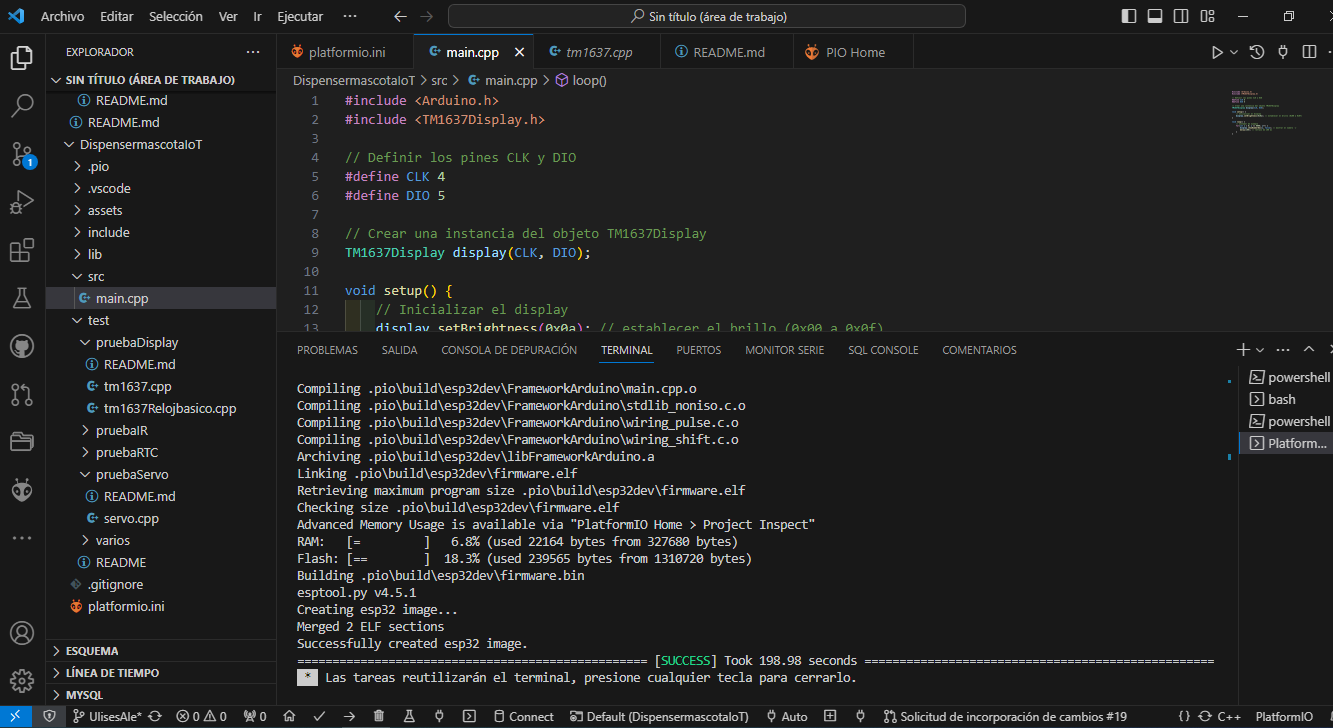 Archivo Editar Selección Ver Ir Ejecutar ··· Sin título (área de trabajo)
EXPLORADOR ···
SIN TÍTULO (ÁREA DE TRABAJO)
README.md
README.md
DispensermascotaIoT
.pio
.vscode
assets
include
lib
src
main.cpp
test
pruebaDisplay
README.md
tm1637.cpp
tm1637Relojbasico.cpp
pruebaIR
pruebaRTC
pruebaServo
README.md
servo.cpp
varios
README
.gitignore
platformio.ini
ESQUEMA
LÍNEA DE TIEMPO
MYSQL
1
platformio.ini main.cpp tm1637.cpp README.md PIO Home
DispensermascotaIoT > src > main.cpp > loop()
1 #include <Arduino.h>
2 #include <TM1637Display.h>
3
4 // Definir los pines CLK y DIO
5 #define CLK 4
6 #define DIO 5
7
8 // Crear una instancia del objeto TM1637Display
9 TM1637Display display(CLK, DIO);
10
11 void setup() {
12 // Inicializar el display
13 display.setBrightness(0x0a); // establecer el brillo (0x00 a 0x0f)
PROBLEMAS SALIDA CONSOLA DE DEPURACIÓN TERMINAL PUERTOS MONITOR SERIE SQL CONSOLE COMENTARIOS
Compiling .pio\build\esp32dev\FrameworkArduino\main.cpp.o
Compiling .pio\build\esp32dev\FrameworkArduino\stdlib_noniso.c.o
Compiling .pio\build\esp32dev\FrameworkArduino\wiring_pulse.c.o
Compiling .pio\build\esp32dev\FrameworkArduino\wiring_shift.c.o
Archiving .pio\build\esp32dev\libFrameworkArduino.a
Linking .pio\build\esp32dev\firmware.elf
Retrieving maximum program size .pio\build\esp32dev\firmware.elf
Checking size .pio\build\esp32dev\firmware.elf
Advanced Memory Usage is available via "PlatformIO Home > Project Inspect"
RAM: [= ] 6.8% (used 22164 bytes from 327680 bytes)
Flash: [== ] 18.3% (used 239565 bytes from 1310720 bytes)
Building .pio\build\esp32dev\firmware.bin
esptool.py v4.5.1
Creating esp32 image...
Merged 2 ELF sections
Successfully created esp32 image.
================================================== [SUCCESS] Took 198.98 seconds ==================================================
* Las tareas reutilizarán el terminal, presione cualquier tecla para cerrarlo.
powershell
bash
powershell
Platform...
UlisesAle* 0 0 0 Connect Default (DispensermascotaIoT) Auto Solicitud de incorporación de cambios #19 {} C++ PlatformIO